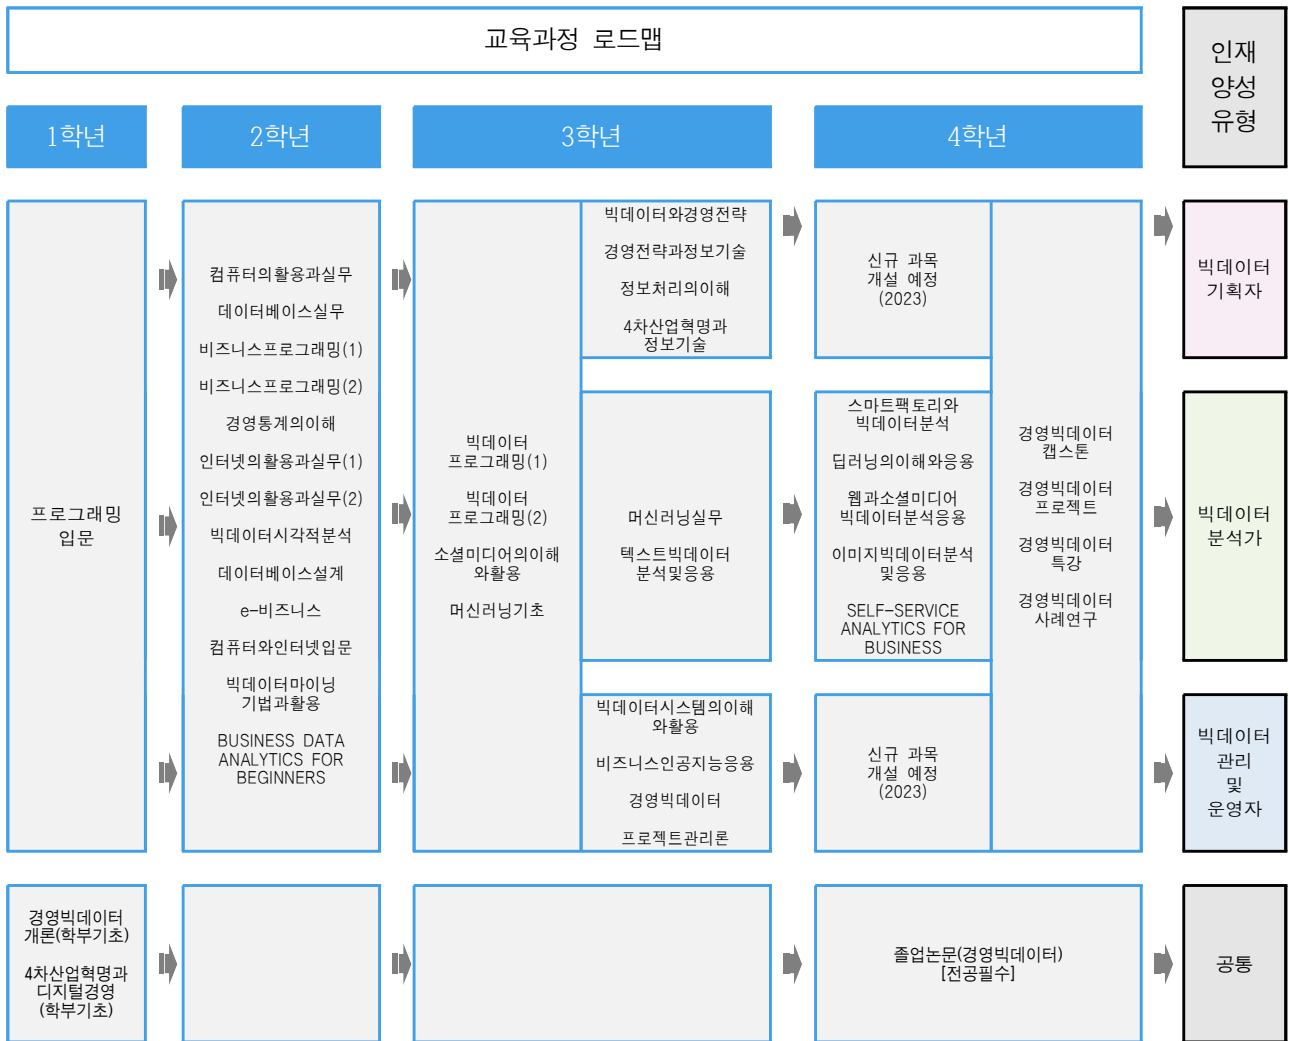 교육과정 로드맵
인재
양성
유형
1학년
2학년
3학년
4학년
프로그래밍
입문
컴퓨터의활용과실무
데이터베이스실무
비즈니스프로그래밍(1)
비즈니스프로그래밍(2)
경영통계의이해
인터넷의활용과실무(1)
인터넷의활용과실무(2)
빅데이터시각적분석
데이터베이스설계
e-비즈니스
컴퓨터와인터넷입문
빅데이터마이닝
기법과활용
BUSINESS DATA
ANALYTICS FOR
BEGINNERS
빅데이터
프로그래밍(1)
빅데이터
프로그래밍(2)
소셜미디어의이해
와활용
머신러닝기초
빅데이터와경영전략
경영전략과정보기술
정보처리의이해
4차산업혁명과
정보기술
머신러닝실무
텍스트빅데이터
분석및응용
빅데이터시스템의이해
와활용
비즈니스인공지능응용
경영빅데이터
프로젝트관리론
신규 과목
개설 예정
(2023)
스마트팩토리와
빅데이터분석
딥러닝의이해와응용
웹과소셜미디어
빅데이터분석응용
이미지빅데이터분석
및응용
SELF-SERVICE
ANALYTICS FOR
BUSINESS
신규 과목
개설 예정
(2023)
경영빅데이터
캡스톤
경영빅데이터
프로젝트
경영빅데이터
특강
경영빅데이터
사례연구
빅데이터
기획자
빅데이터
분석가
빅데이터
관리
및
운영자
경영빅데이터
개론(학부기초)
4차산업혁명과
디지털경영
(학부기초)
졸업논문(경영빅데이터)
[전공필수]
공통